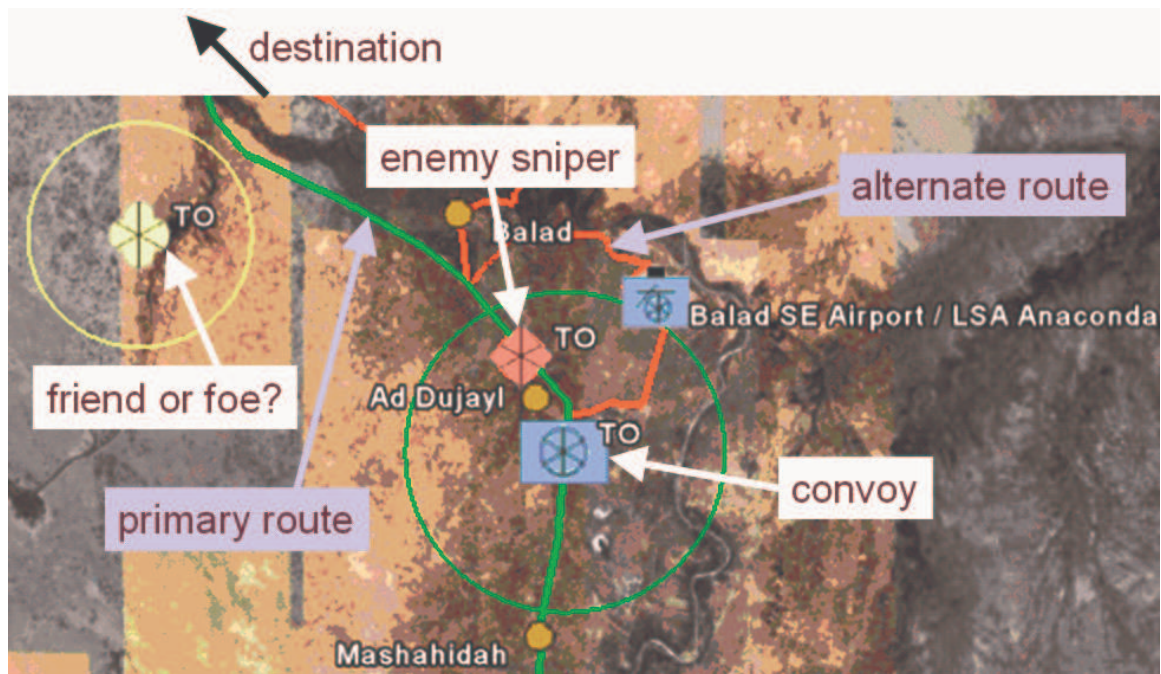 destination
enemy sniper
alternate route
TO
Balad
Balad SE Airport / LSA Anaconda
TO
friend or foe?
Ad Dujayl
TO
convoy
primary route
Mashahidah